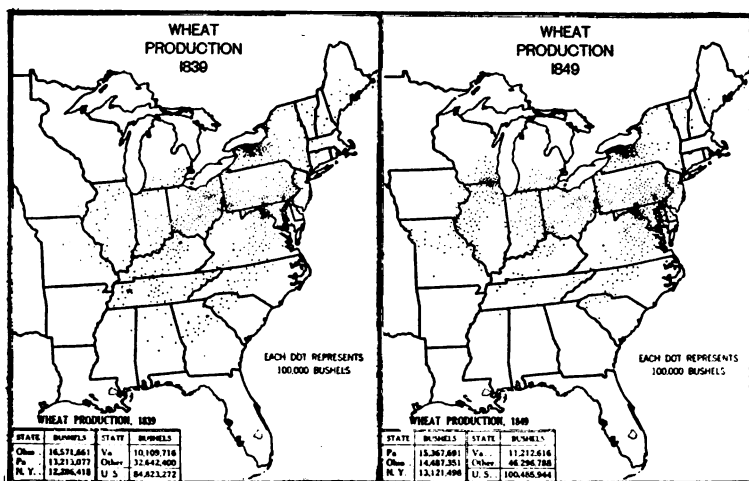 WHEAT
PRODUCTION
1839
EACH DOT REPRESENTS
100,000 BUSHELS
WHEAT PRODUCTION, 1839
STATE BUSHELS STATE BUSHELS
Ohio 16,571,661 Va 10,109,716
Pa 13,213,077 Other 32,642,400
N. Y. 12,286,418 U S 84,823,272
WHEAT
PRODUCTION
1849
EACH DOT REPRESENTS
100,000 BUSHELS
WHEAT PRODUCTION, 1849
STATE BUSHELS STATE BUSHELS
Pa 15,367,691 Va 11,212,616
Ohio 14,487,351 Other 46,296,788
N. Y. 13,121,498 U. S. 100,485,944